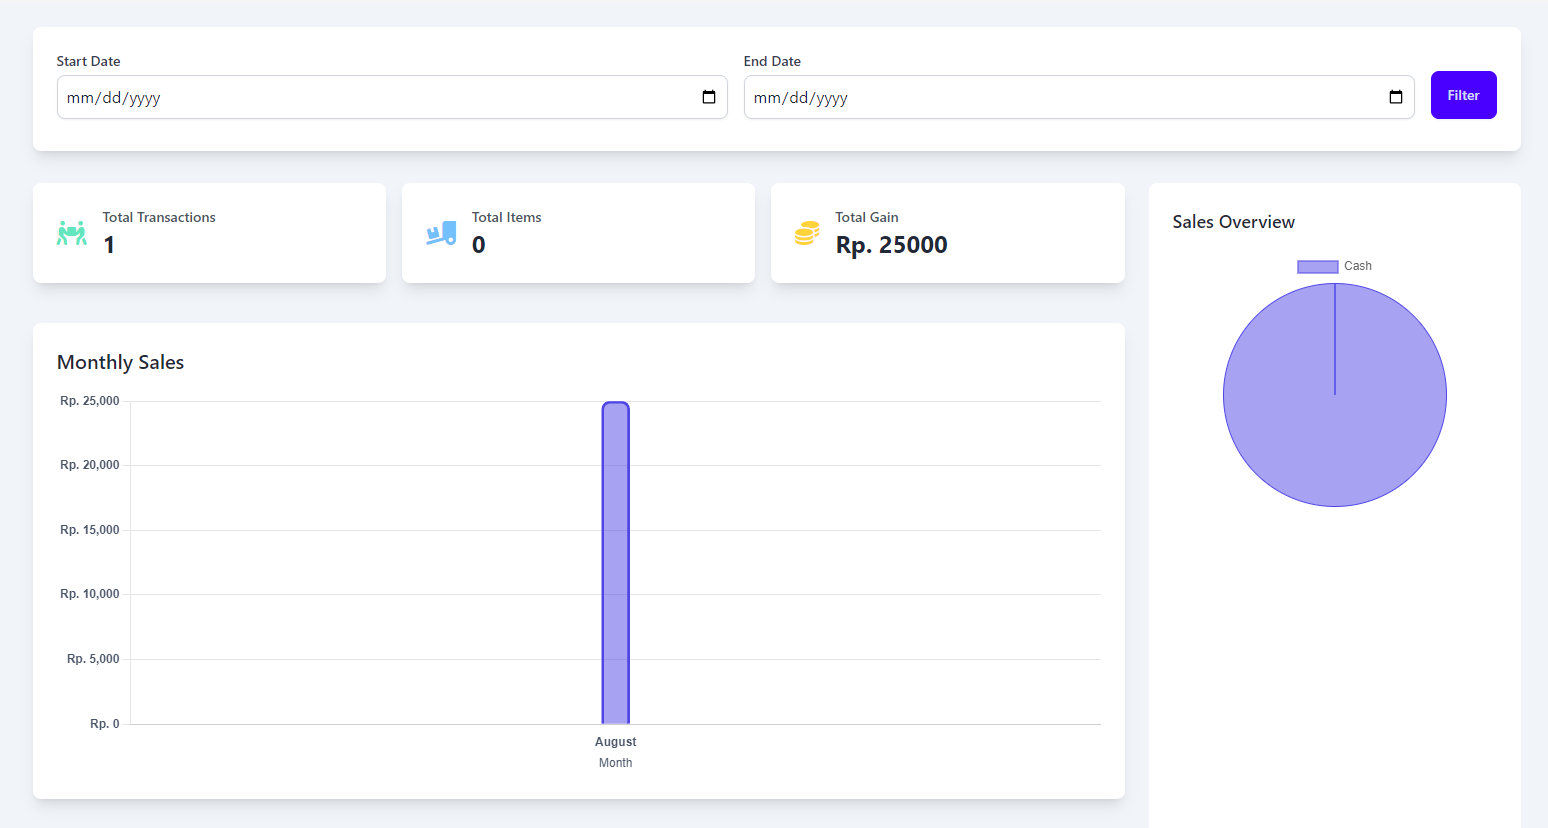 Start Date
mm/dd/yyyy
End Date
mm/dd/yyyy
Filter
Total Transactions
1
Total Items
0
Total Gain
Rp. 25000
Sales Overview
Cash
Monthly Sales
Rp. 25,000
Rp. 20,000
Rp. 15,000
Rp. 10,000
Rp. 5,000
Rp. 0
August
Month